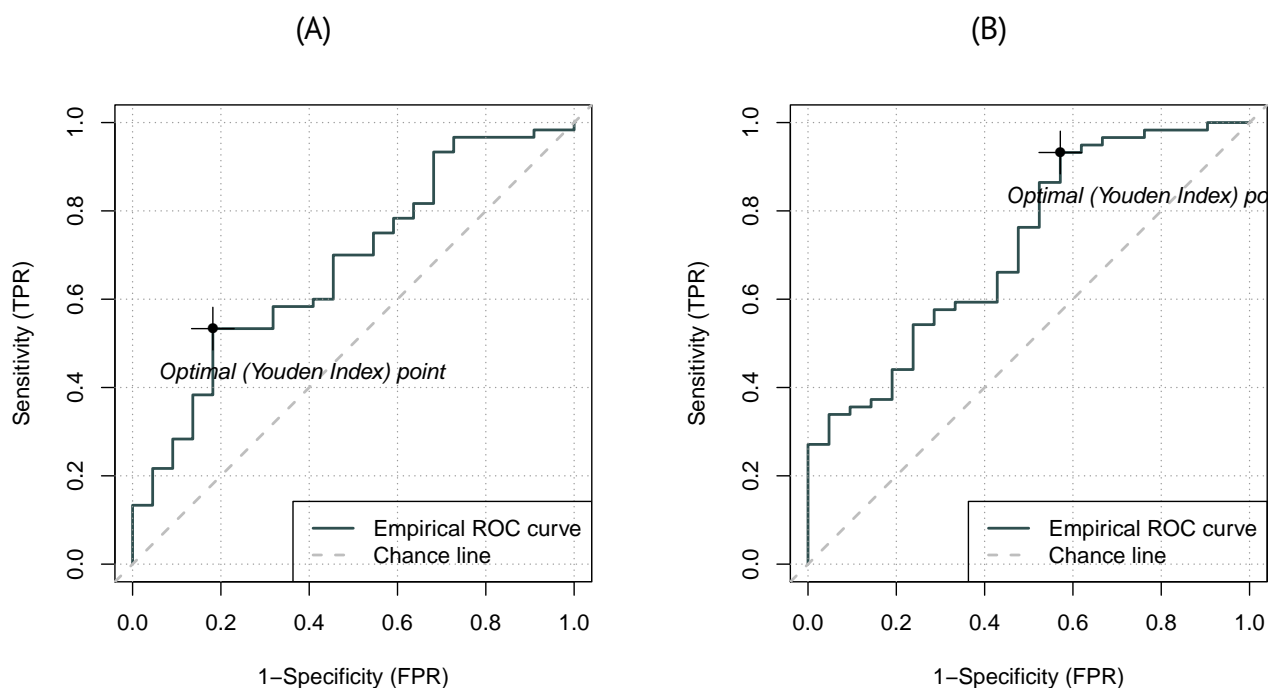 (A)
1.0
0.8
0.6
0.4
0.2
0.0
Sensitivity (TPR)
Optimal (Youden Index) point
Empirical ROC curve
Chance line
0.0 0.2 0.4 0.6 0.8 1.0
1−Specificity (FPR)
(B)
1.0
0.8
0.6
0.4
0.2
0.0
Sensitivity (TPR)
Optimal (Youden Index) po
Empirical ROC curve
Chance line
0.0 0.2 0.4 0.6 0.8 1.0
1−Specificity (FPR)